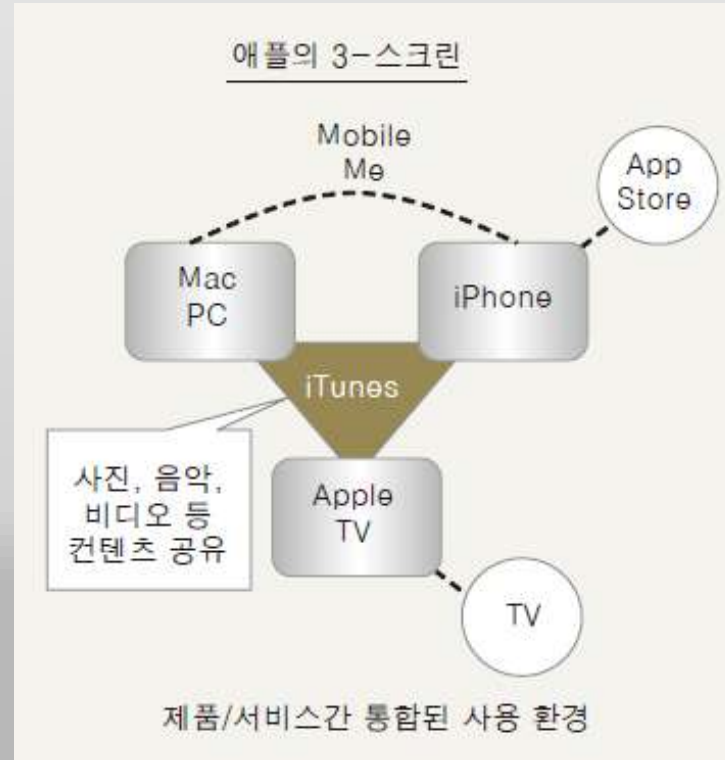 애플의 3-스크린
Mobile
Me
App
Store
Mac
PC
iPhone
iTunes
사진, 음악,
비디오 등
컨텐츠 공유
Apple
TV
TV
제품/서비스간 통합된 사용 환경